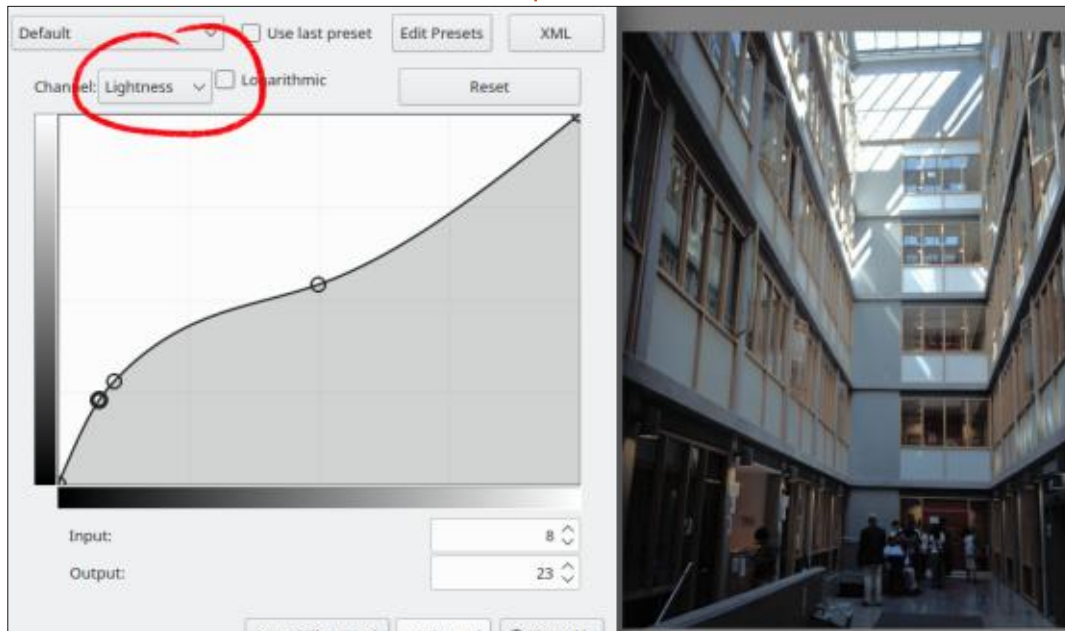 Default
Use last preset
Edit Presets
XML
Channel: Lightness
Logarithmic
Reset
Input: 8
Output: 23